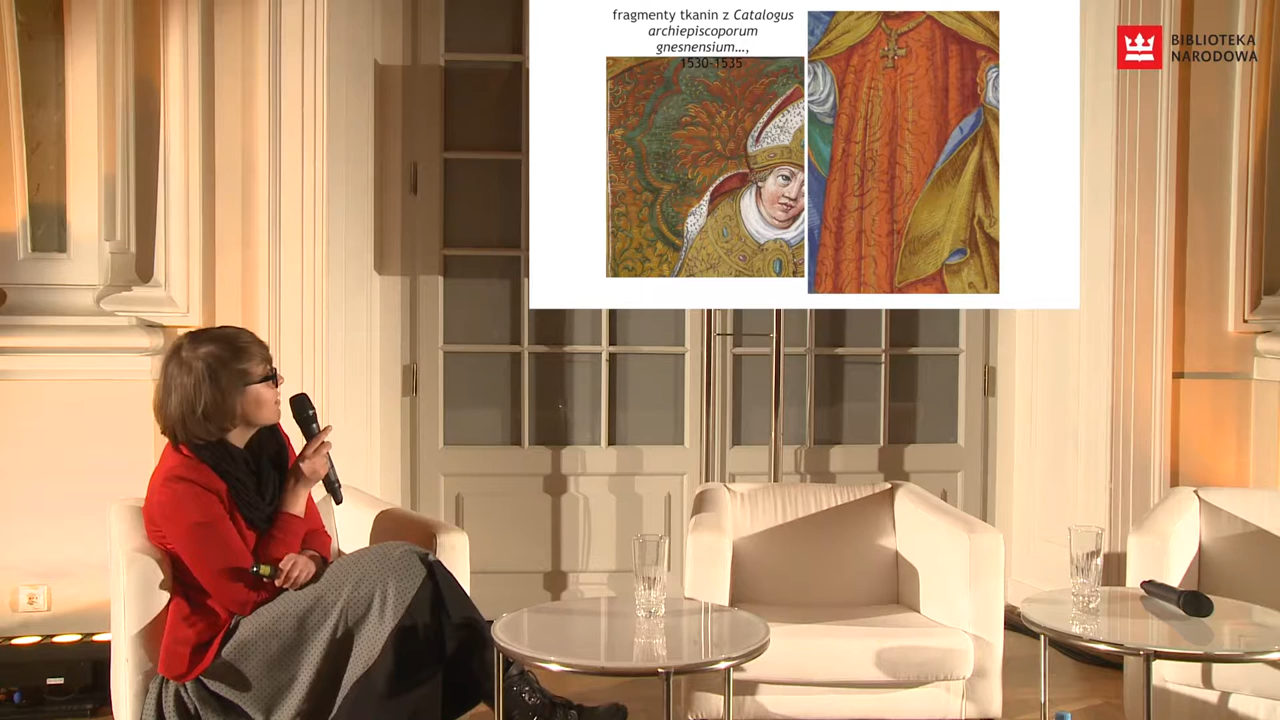 fragmenty tkanin z Catalogus
archiepiscoporum
gnesnensium...,
1530-1535
BIBLIOTEKA
NARODOWA